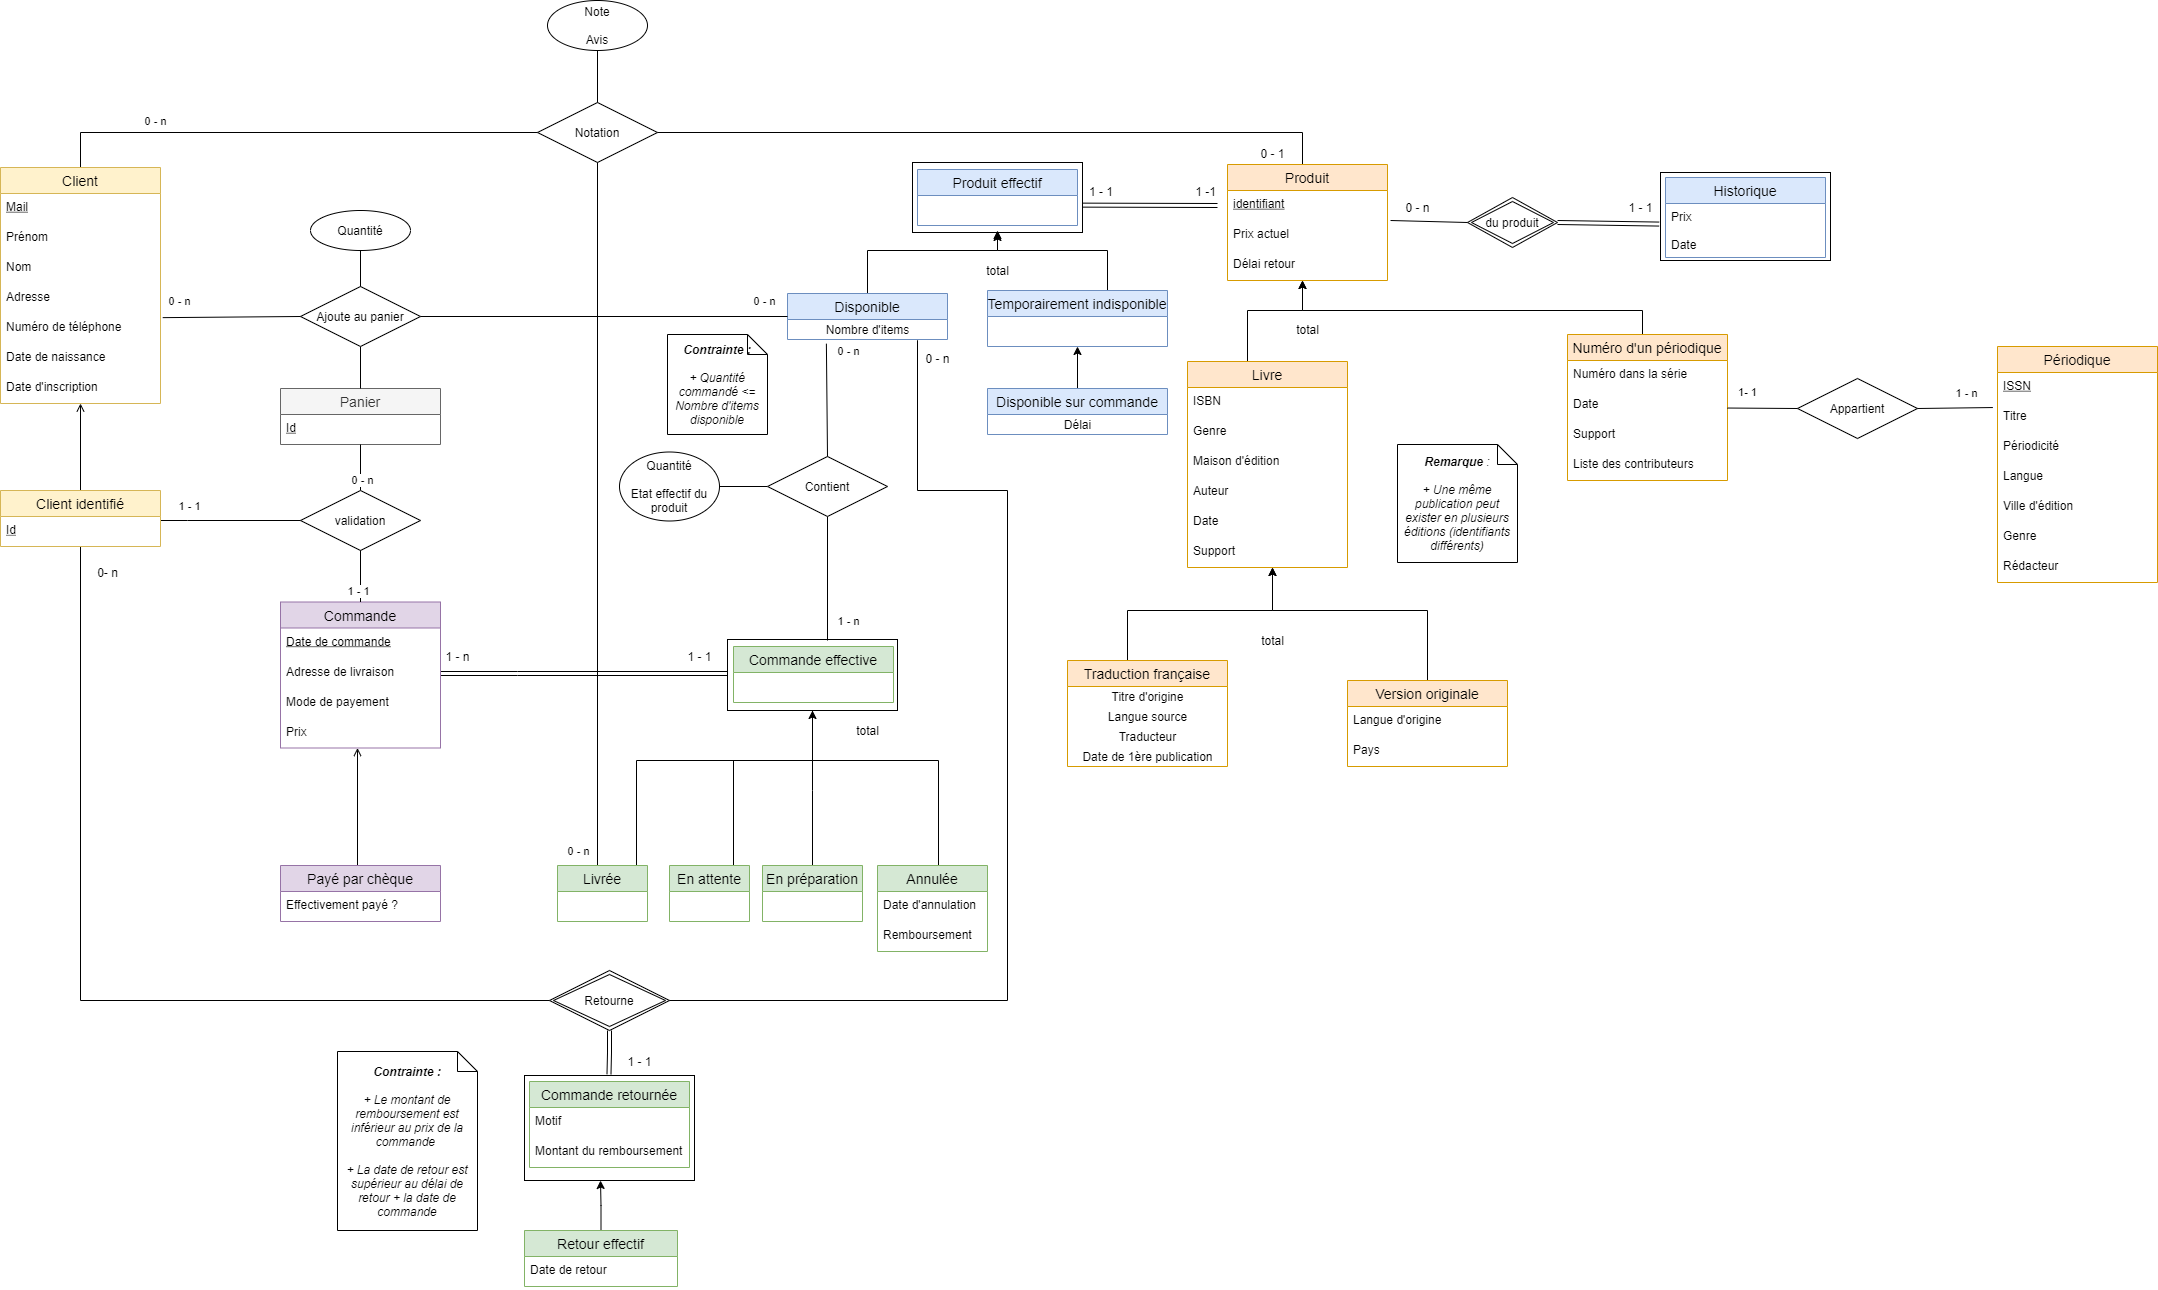 Note
Avis
Notation
0 - n
0 - 1
Client
Mail
Prénom
Nom
Adresse
Numéro de téléphone
Date de naissance
Date d'inscription
Quantité
Ajoute au panier
0 - n
0 - n
Panier
Id
0 - n
Client identifié
Id
1 - 1
validation
0- n
1 - 1
Commande
Date de commande
Adresse de livraison
Mode de payement
Prix
1 - n
1 - 1
Payé par chèque
Effectivement payé ?
Produit effectif
1 - 1
1 -1
total
Disponible
Nombre d'items
0 - n
0 - n
Temporairement indisponible
Disponible sur commande
Délai
Contrainte :
+ Quantité
commandé <=
Nombre d'items
disponible
Quantité
Etat effectif du
produit
Contient
1 - n
Commande effective
total
0 - n
Livrée
En attente
En préparation
Annulée
Date d'annulation
Remboursement
Retourne
1 - 1
Contrainte :
+ Le montant de
remboursement est
inférieur au prix de la
commande
+ La date de retour est
supérieur au délai de
retour + la date de
commande
Commande retournée
Motif
Montant du remboursement
Retour effectif
Date de retour
Produit
identifiant
Prix actuel
Délai retour
0 - n
du produit
1 - 1
Historique
Prix
Date
total
Livre
ISBN
Genre
Maison d'édition
Auteur
Date
Support
Numéro d'un périodique
Numéro dans la série
Date
Support
Liste des contributeurs
1- 1
Appartient
1 - n
Périodique
ISSN
Titre
Périodicité
Langue
Ville d'édition
Genre
Rédacteur
Remarque :
+ Une même
publication peut
exister en plusieurs
éditions (identifiants
différents)
total
Traduction française
Titre d'origine
Langue source
Traducteur
Date de 1ère publication
Version originale
Langue d'origine
Pays